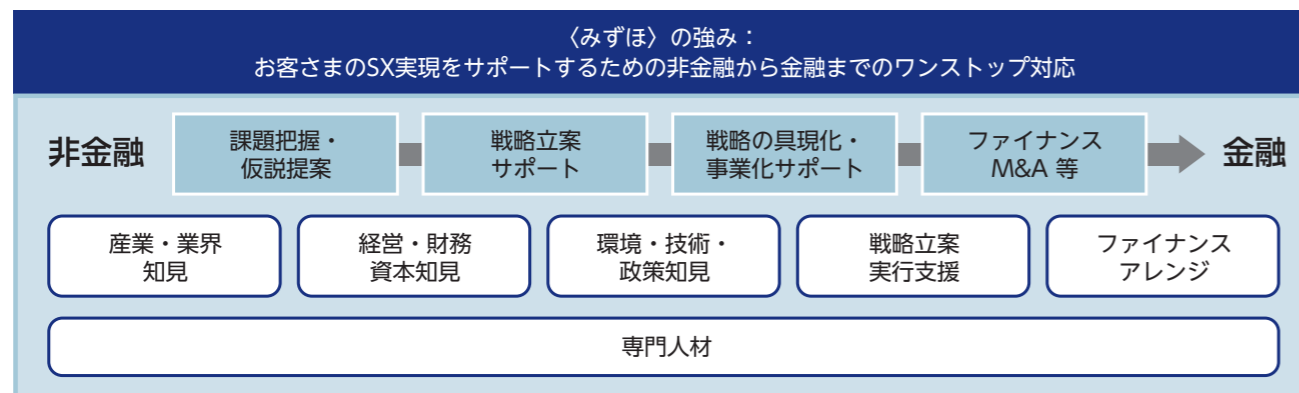 〈みずほ〉の強み：
お客さまのSX実現をサポートするための非金融から金融までのワンストップ対応
非金融
課題把握・
仮説提案
戦略立案
サポート
戦略の具現化・
事業化サポート
ファイナンス
M&A 等
金融
産業・業界
知見
経営・財務
資本知見
環境・技術・
政策知見
戦略立案
実行支援
ファイナンス
アレンジ
専門人材